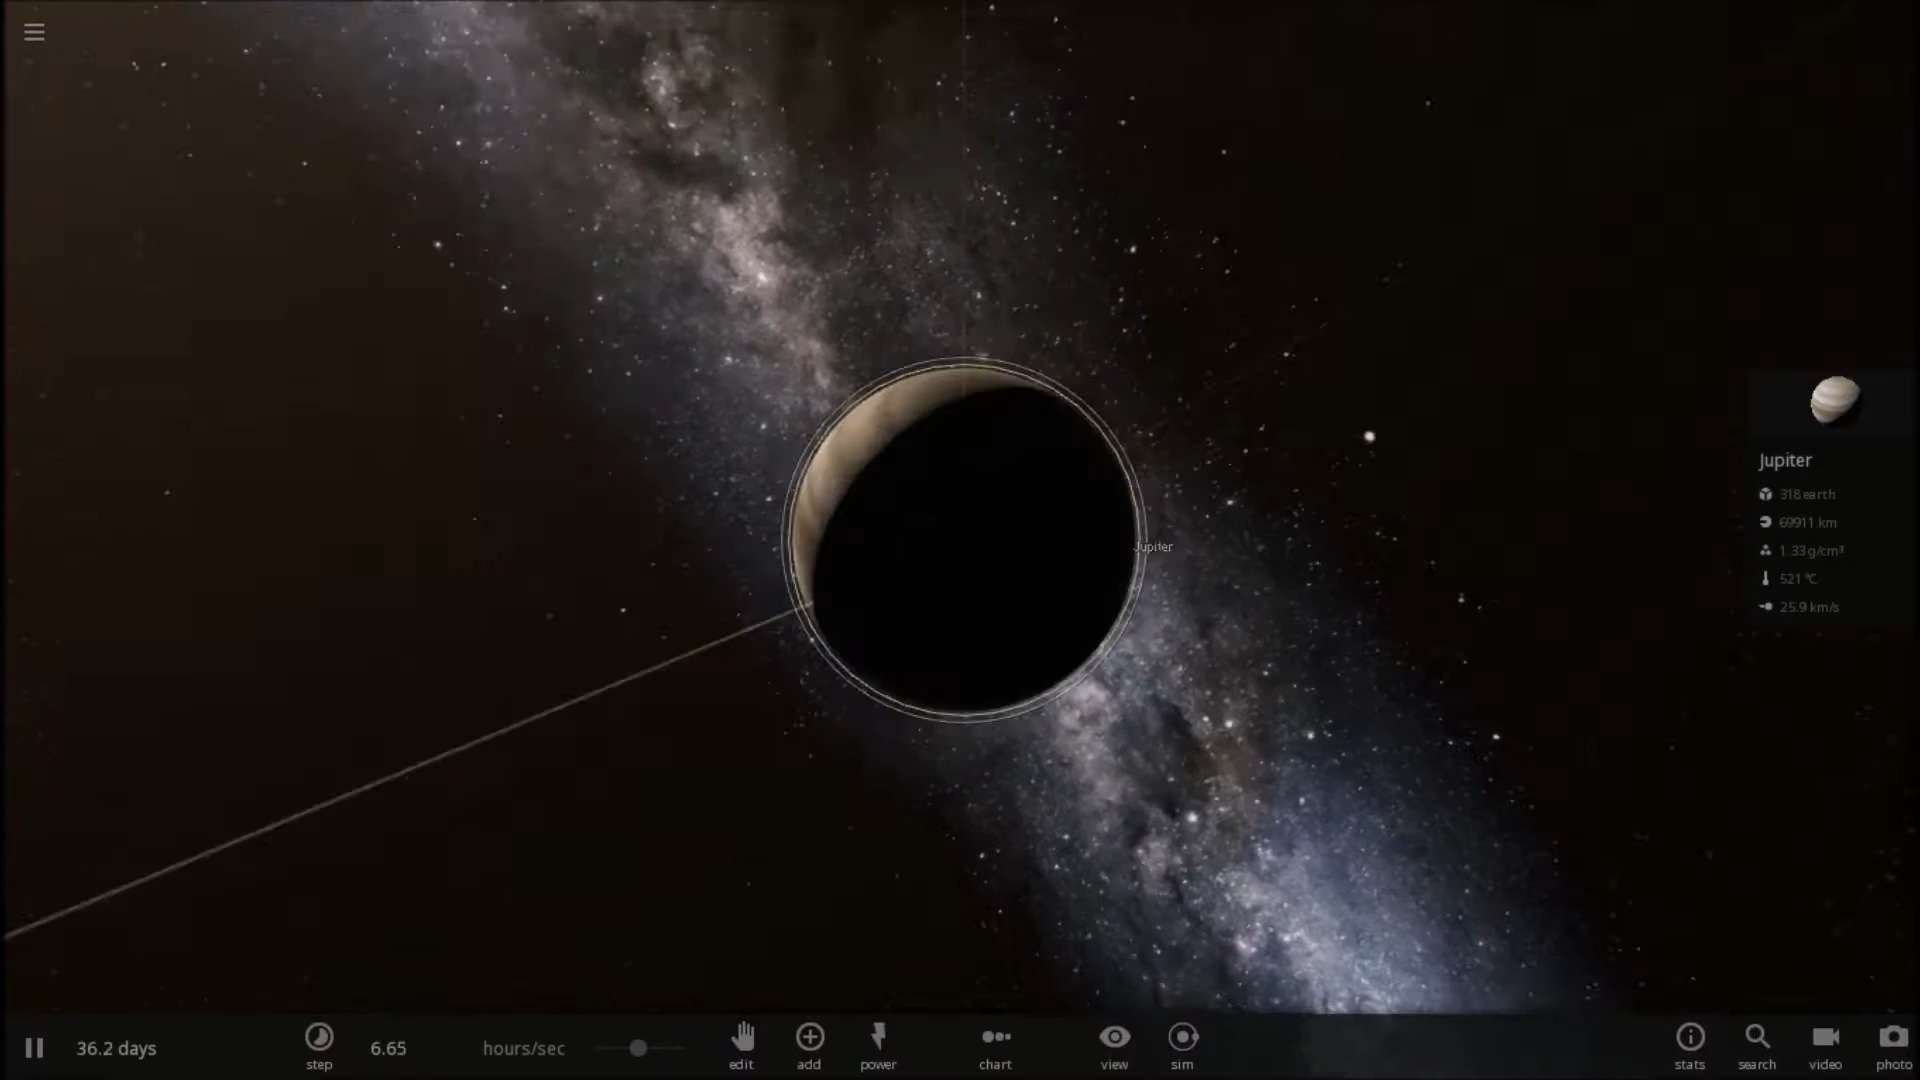 Jupiter
Jupiter
318 earth
69911 km
1.33 g/cm³
521 °C
25.9 km/s
36.2 days
step
6.65
hours/sec
edit
add
power
chart
view
sim
stats
search
video
photo